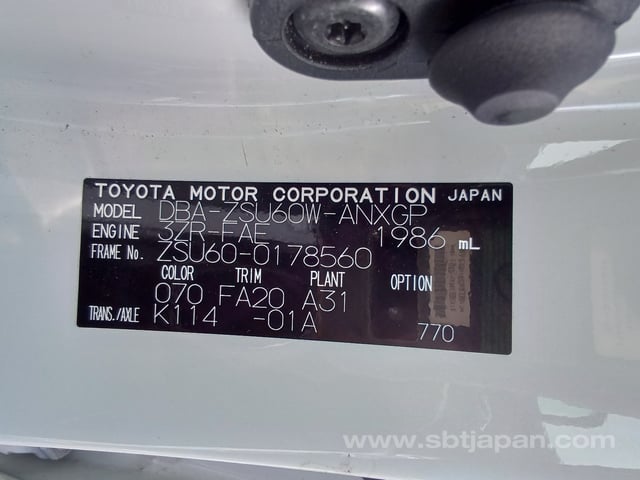 TOYOTA MOTOR CORPORATION JAPAN
MODEL DBA-ZSU60W-ANXGP
ENGINE 3ZR-FAE 1986 mL
FRAME No. ZSU60-0178560
COLOR TRIM PLANT OPTION
070 FA20 A31
TRANS./AXLE K114 -01A
770
www.sbtjapan.com